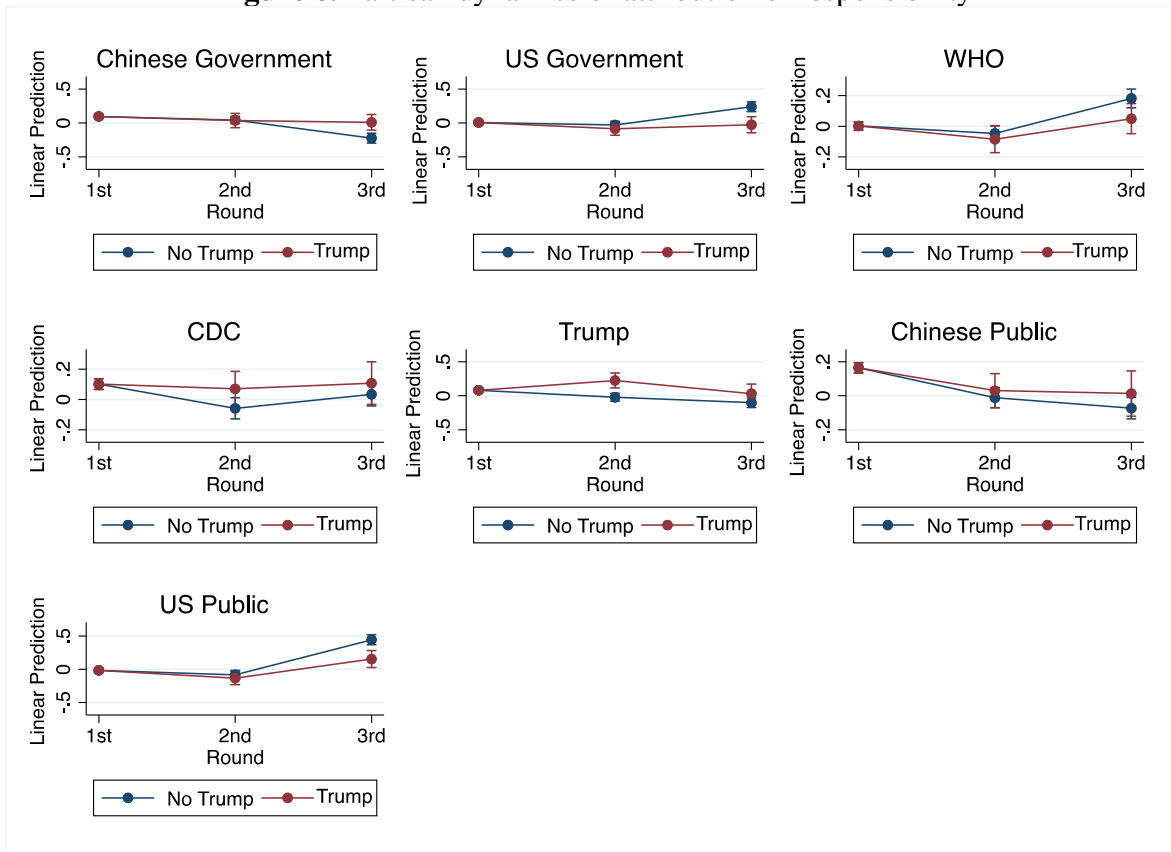 Chinese Government
US Government
WHO
Linear Prediction
-.5 0 .5
1st 2nd 3rd
Round
No Trump Trump
Linear Prediction
-.5 0 .5
1st 2nd 3rd
Round
No Trump Trump
Linear Prediction
-.2 0 .2
1st 2nd 3rd
Round
No Trump Trump
CDC
Trump
Chinese Public
Linear Prediction
-.2 0 .2
1st 2nd 3rd
Round
No Trump Trump
Linear Prediction
-.5 0 .5
1st 2nd 3rd
Round
No Trump Trump
Linear Prediction
-.2 0 .2
1st 2nd 3rd
Round
No Trump Trump
US Public
Linear Prediction
-.5 0 .5
1st 2nd 3rd
Round
No Trump Trump